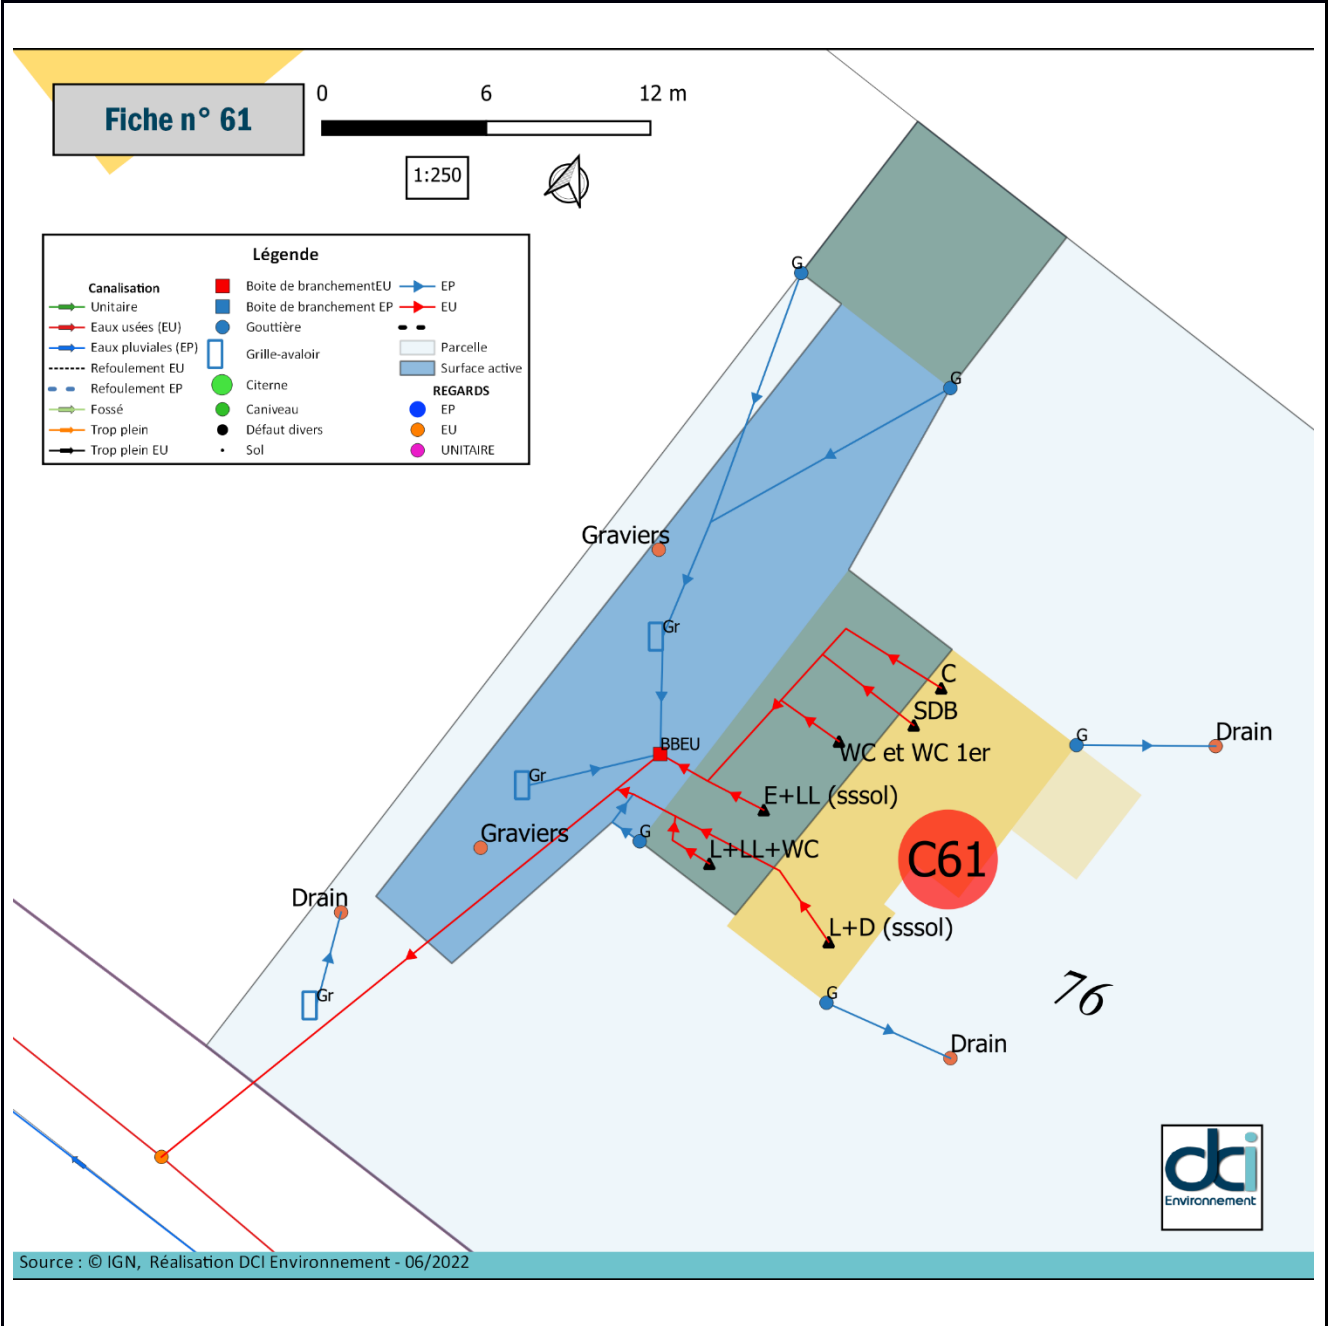 Fiche n° 61
0 6 12 m
1:250
Légende
Canalisation
Unitaire
Eaux usées (EU)
Eaux pluviales (EP)
Refoulement EU
Refoulement EP
Fossé
Trop plein
Trop plein EU
Boite de branchementEU
Boite de branchement EP
Gouttière
Grille-avaloir
Citerne
Caniveau
Défaut divers
Sol
EP
EU
Parcelle
Surface active
REGARDS
EP
EU
UNITAIRE
G
G
Graviers
Gr
C
SDB
WC et WC 1er
G
Drain
BBEU
Gr
E+LL (sssol)
Graviers
G
L+LL+WC
C61
Drain
L+D (sssol)
Gr
G
76
Drain
dci
Environnement
Source : © IGN, Réalisation DCI Environnement - 06/2022